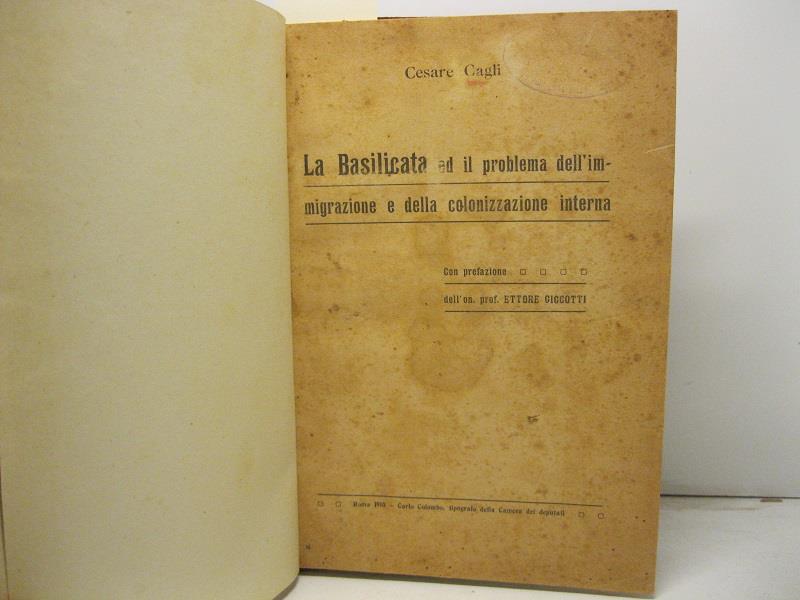 Cesare Cagli
La Basilicata ed il problema dell'im-
migrazione e della colonizzazione interna
Con prefazione
dell'on. prof. ETTORE CICCOTTI
Roma 1910 – Carlo Colombo, tipografo della Camera dei deputati